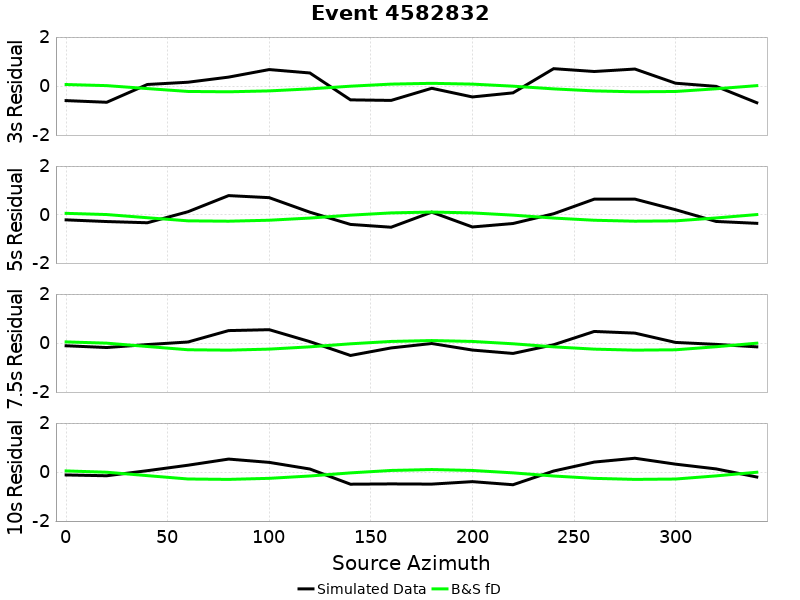 Event 4582832
3s Residual
2
0
-2
5s Residual
2
0
-2
7.5s Residual
2
0
-2
10s Residual
2
0
-2
0 50 100 150 200 250 300
Source Azimuth
Simulated Data B&S fD